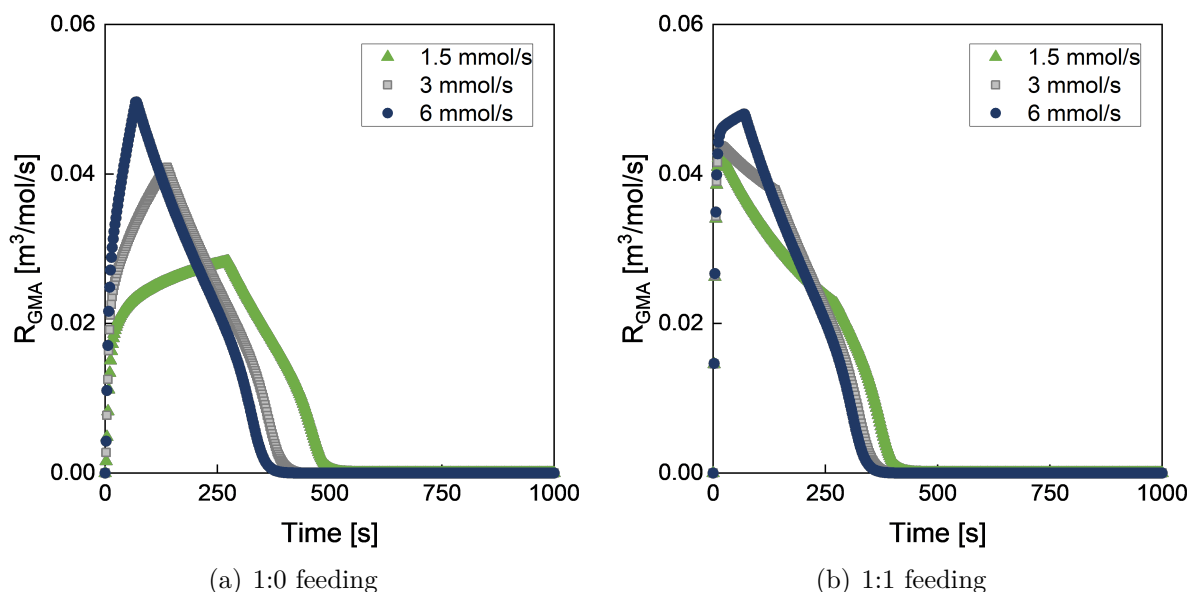 0.06
0.04
0.02
0.00
R_GMA [m³/mol/s]
1.5 mmol/s
3 mmol/s
6 mmol/s
0 250 500 750 1000
Time [s]
(a) 1:0 feeding
0.06
0.04
0.02
0.00
R_GMA [m³/mol/s]
1.5 mmol/s
3 mmol/s
6 mmol/s
0 250 500 750 1000
Time [s]
(b) 1:1 feeding